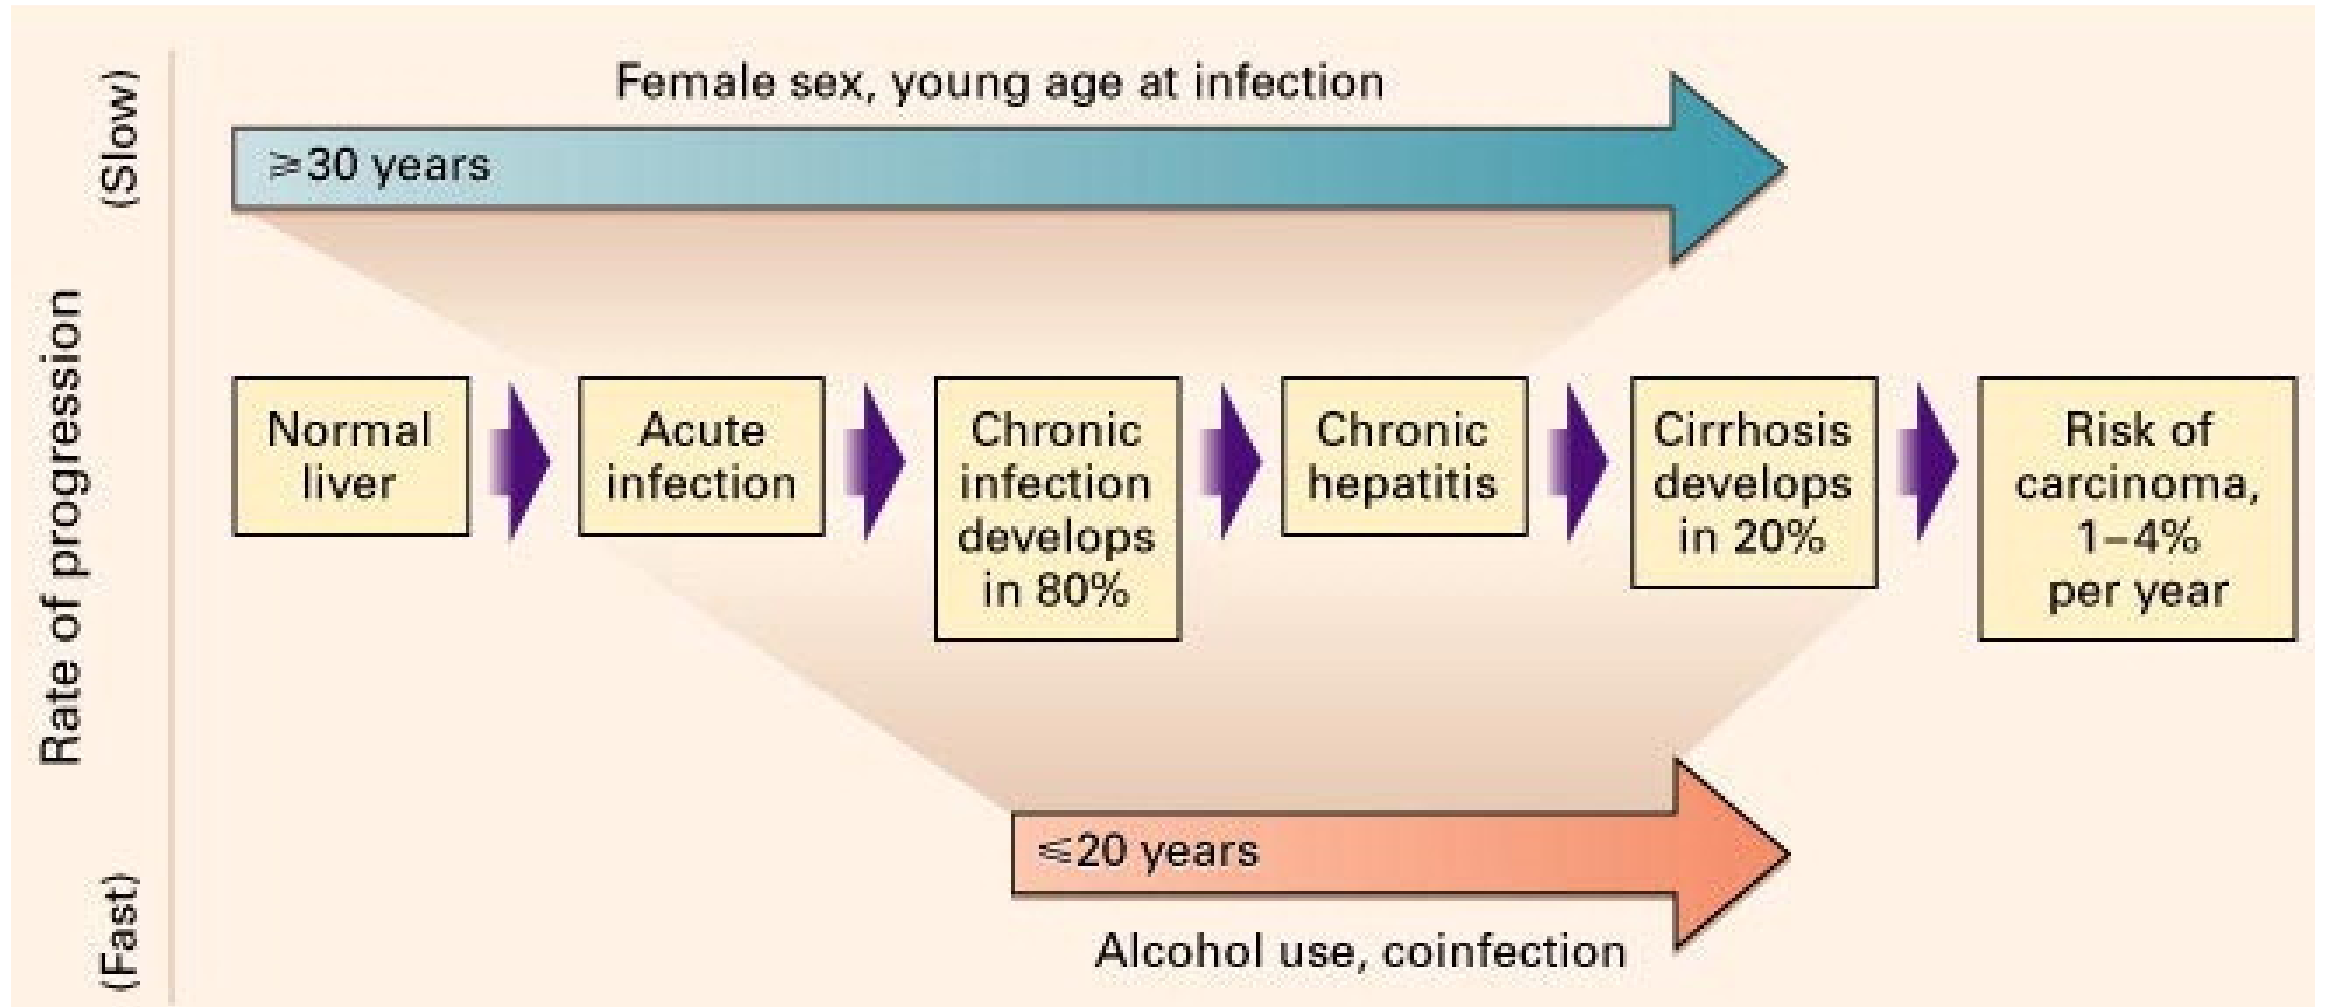 Rate of progression
(Slow)
(Fast)
Female sex, young age at infection
⩾30 years
Normal
liver
Acute
infection
Chronic
infection
develops
in 80%
Chronic
hepatitis
Cirrhosis
develops
in 20%
Risk of
carcinoma,
1–4%
per year
⩽20 years
Alcohol use, coinfection